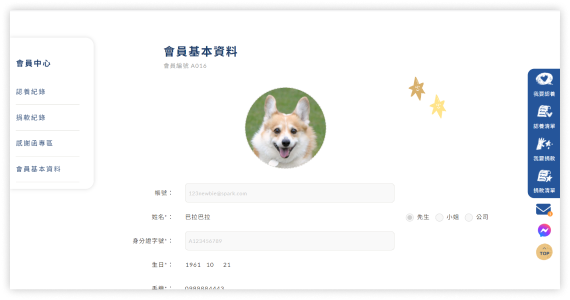 會員中心
認養紀錄
捐款紀錄
感謝函專區
會員基本資料
會員基本資料
會員編號 A016
帳號：
姓名*：
巴拉巴拉
先生
小姐
公司
身分證字號*：
生日*：
1961 10 21
我要認養
認養清單
我要捐款
捐款清單
TOP